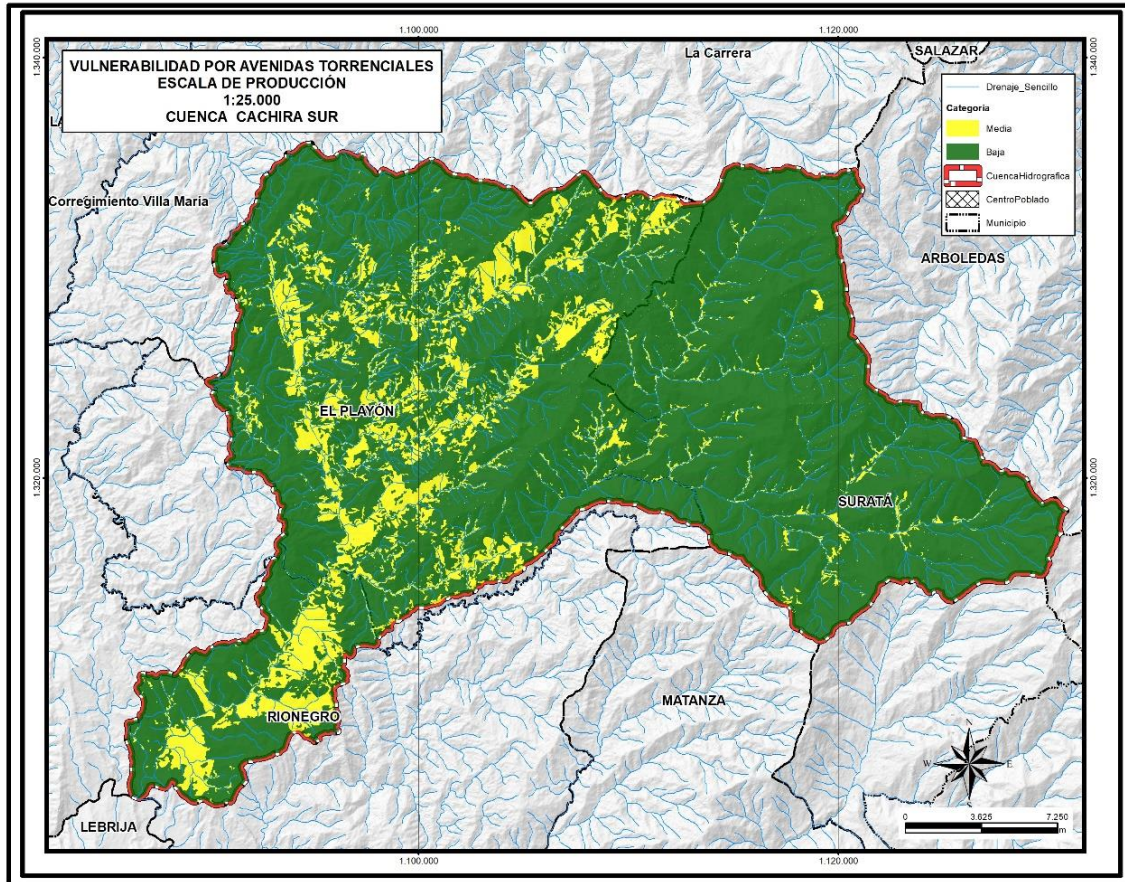 1.100.000
1.120.000
1.340.000
1.340.000
VULNERABILIDAD POR AVENIDAS TORRENCIALES
ESCALA DE PRODUCCIÓN
1:25.000
CUENCA CACHIRA SUR
La Carrera
SALAZAR
Drenaje_Sencillo
Categoría
Media
Baja
CuencaHidrografica
CentroPoblado
Municipio
LA
Corregimiento Villa María
ARBOLEDAS
EL PLAYÓN
1.320.000
1.320.000
SURATÁ
MATANZA
RIONEGRO
LEBRIJA
N
W
E
S
0
3.625
7.250
m
1.100.000
1.120.000